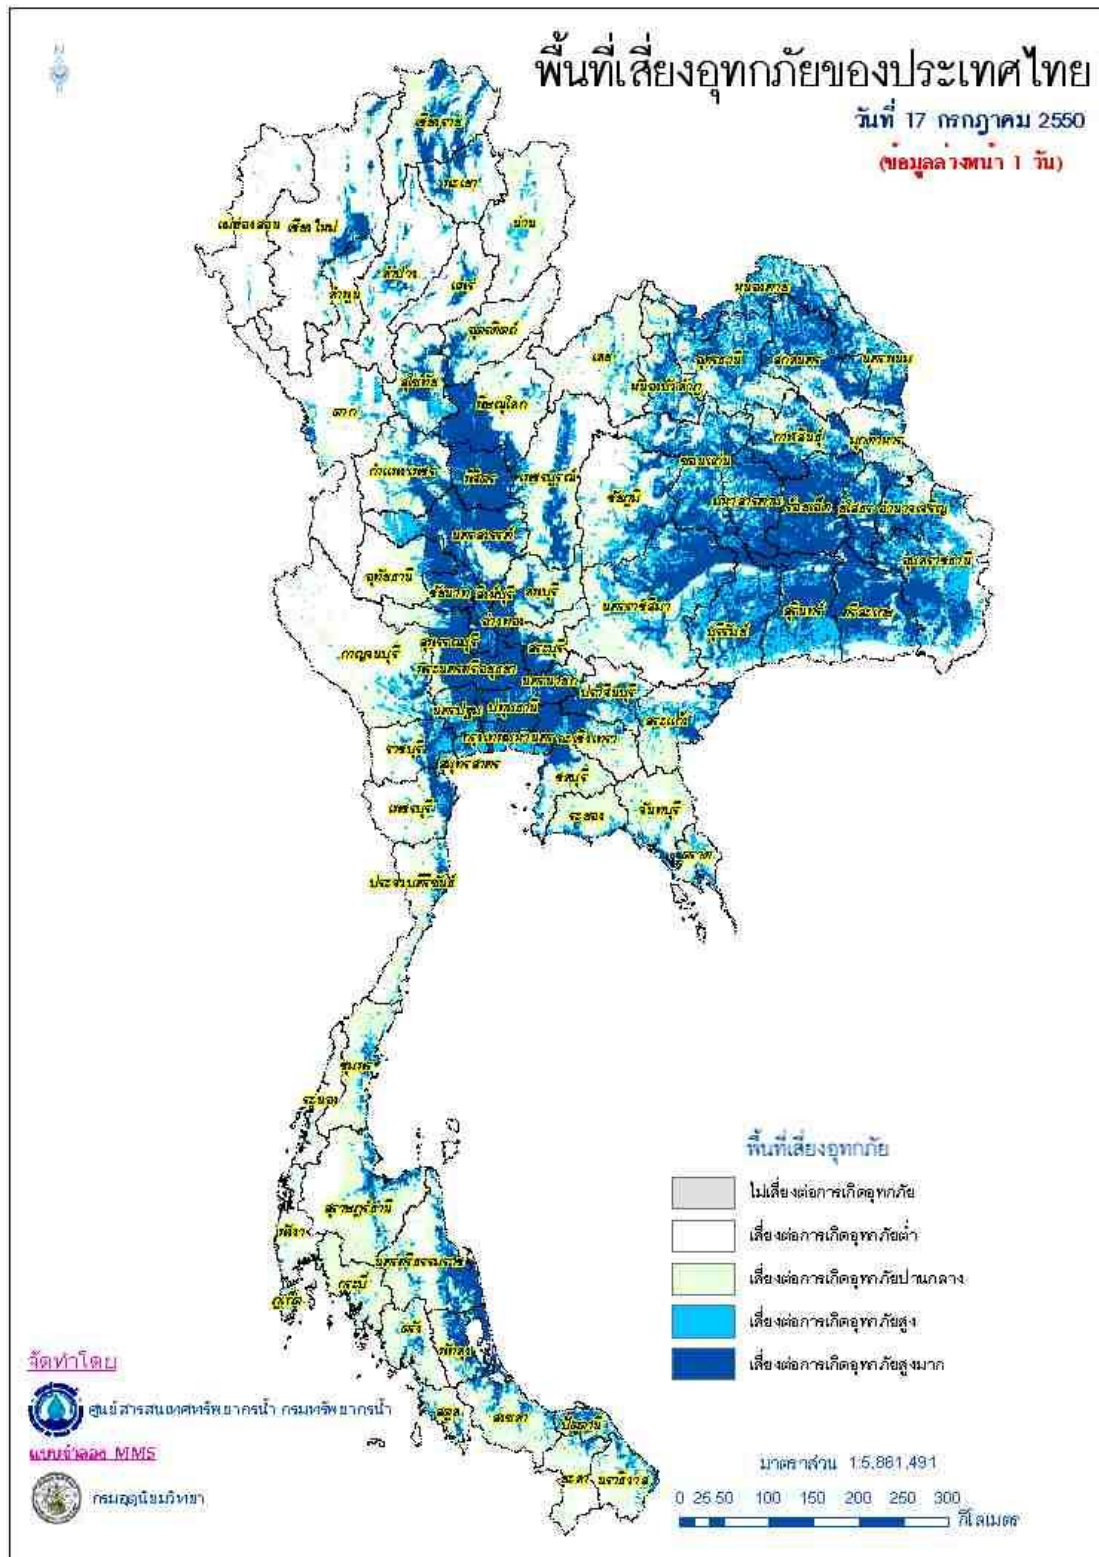 พื้นที่เสี่ยงอุทกภัยของประเทศไทย
วันที่ 17 กรกฎาคม 2550
(ข้อมูลล่วงหน้า 1 วัน)
เชียงราย
พะเยา
แม่ฮ่องสอน
เชียงใหม่
น่าน
ลำปาง
แพร่
ลำพูน
อุตรดิตถ์
หนองคาย
เลย
อุดรธานี
สกลนคร
นครพนม
สุโขทัย
หนองบัวลำภู
พิษณุโลก
ตาก
กาฬสินธุ์
มุกดาหาร
ขอนแก่น
กำแพงเพชร
พิจิตร
เพชรบูรณ์
ชัยภูมิ
มหาสารคาม
ร้อยเอ็ด
ยโสธร
อำนาจเจริญ
นครสวรรค์
อุบลราชธานี
อุทัยธานี
ชัยนาท
สิงห์บุรี
ลพบุรี
นครราชสีมา
บุรีรัมย์
สุรินทร์
ศรีสะเกษ
อ่างทอง
สุพรรณบุรี
สระบุรี
กาญจนบุรี
พระนครศรีอยุธยา
นครนายก
ปราจีนบุรี
นครปฐม
ปทุมธานี
สระแก้ว
ราชบุรี
กรุงเทพมหานคร
ฉะเชิงเทรา
สมุทรสาคร
ชลบุรี
เพชรบุรี
ระยอง
จันทบุรี
ตราด
ประจวบคีรีขันธ์
ชุมพร
ระนอง
สุราษฎร์ธานี
พังงา
นครศรีธรรมราช
กระบี่
ภูเก็ต
ตรัง
พัทลุง
สตูล
สงขลา
ปัตตานี
ยะลา
นราธิวาส
พื้นที่เสี่ยงอุทกภัย
ไม่เสี่ยงต่อการเกิดอุทกภัย
เสี่ยงต่อการเกิดอุทกภัยต่ำ
เสี่ยงต่อการเกิดอุทกภัยปานกลาง
เสี่ยงต่อการเกิดอุทกภัยสูง
เสี่ยงต่อการเกิดอุทกภัยสูงมาก
จัดทำโดย
ศูนย์สารสนเทศทรัพยากรน้ำ กรมทรัพยากรน้ำ
แบบจำลอง MMS
กรมอุตุนิยมวิทยา
มาตราส่วน 1:5,861,491
0 25 50 100 150 200 250 300
กิโลเมตร